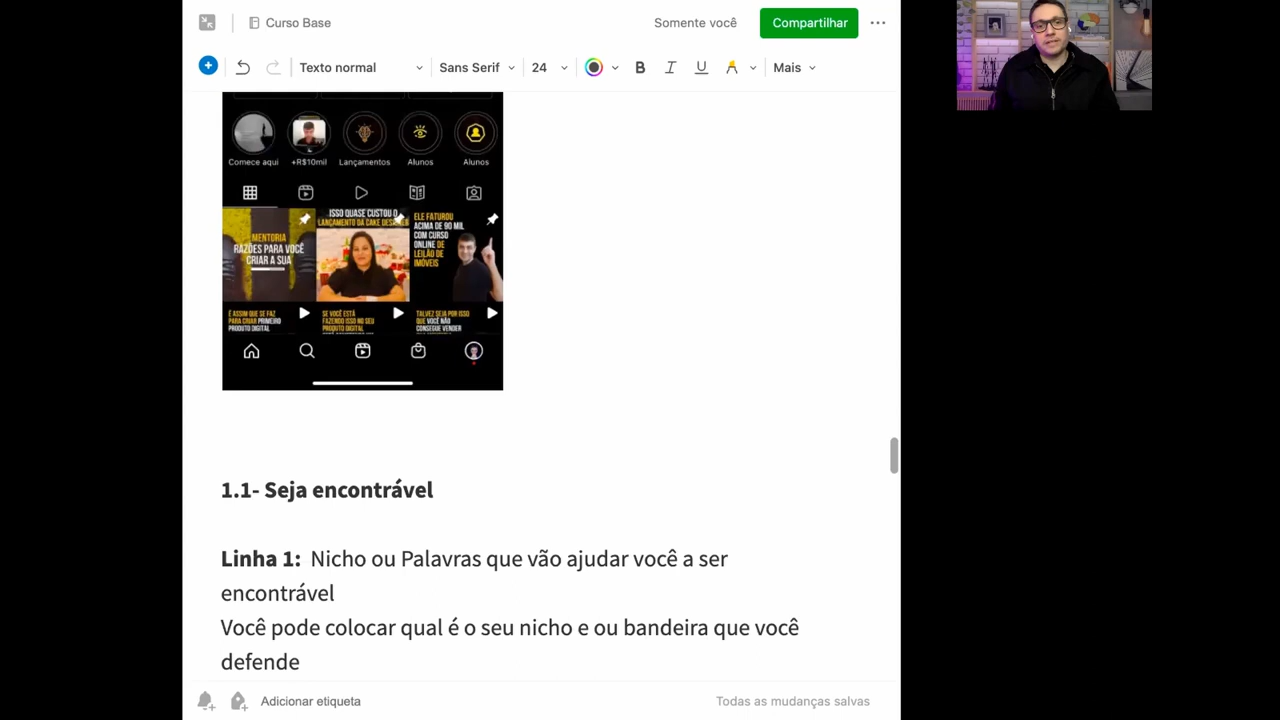 Curso Base
Somente você
Compartilhar
Texto normal
Sans Serif
24
B
I
U
Mais
Comece aqui
+R$10mil
Lançamentos
Alunos
Alunos
MENTORIA
RAZÕES PARA VOCÊ
CRIAR A SUA
ISSO QUASE CUSTOU O
LANÇAMENTO DA CAKE DESIGNER
ELE FATUROU
ACIMA DE 90 MIL
COM CURSO
ONLINE DE
LEILÃO DE
IMÓVEIS
É ASSIM QUE SE FAZ
PARA CRIAR PRIMEIRO
PRODUTO DIGITAL
SE VOCÊ ESTÁ
FAZENDO ISSO NO SEU
PRODUTO DIGITAL
TALVEZ SEJA POR ISSO
QUE VOCÊ NÃO
CONSEGUE VENDER
1.1- Seja encontrável
Linha 1: Nicho ou Palavras que vão ajudar você a ser
encontrável
Você pode colocar qual é o seu nicho e ou bandeira que você
defende
Adicionar etiqueta
Todas as mudanças salvas